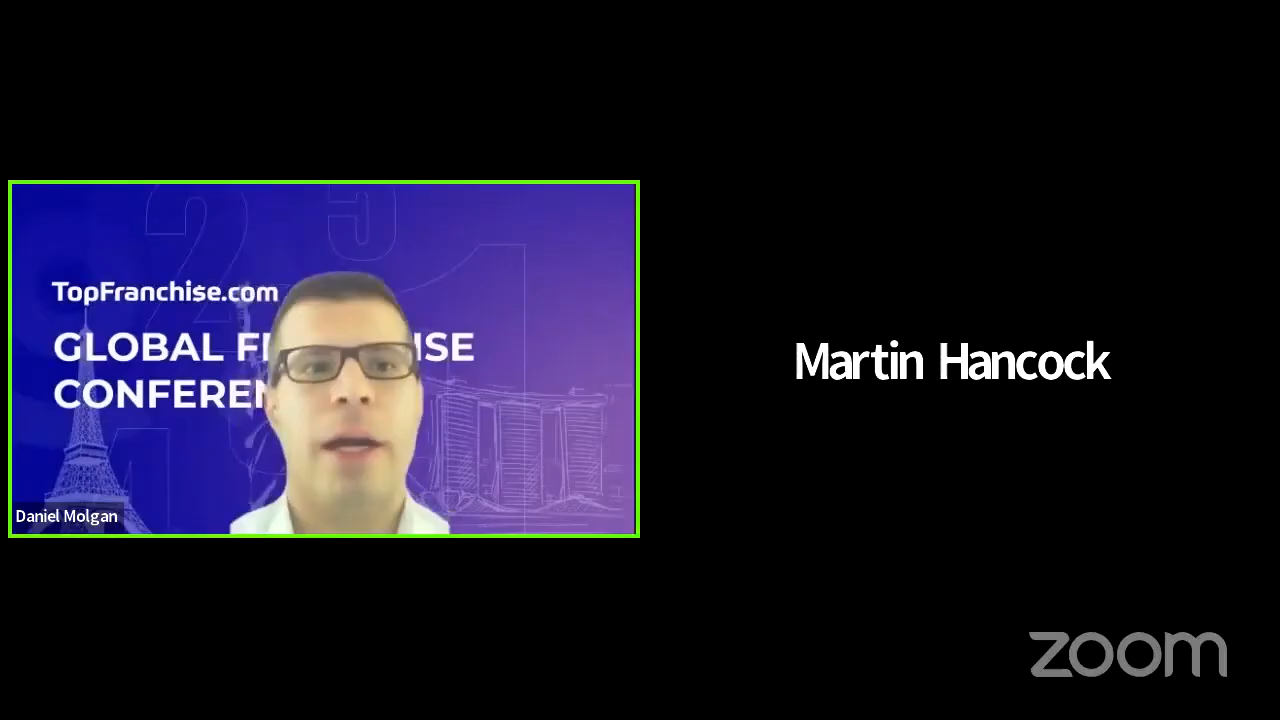 TopFranchise.com
GLOBAL F ISE
CONFEREN
Daniel Molgan
Martin Hancock
zoom